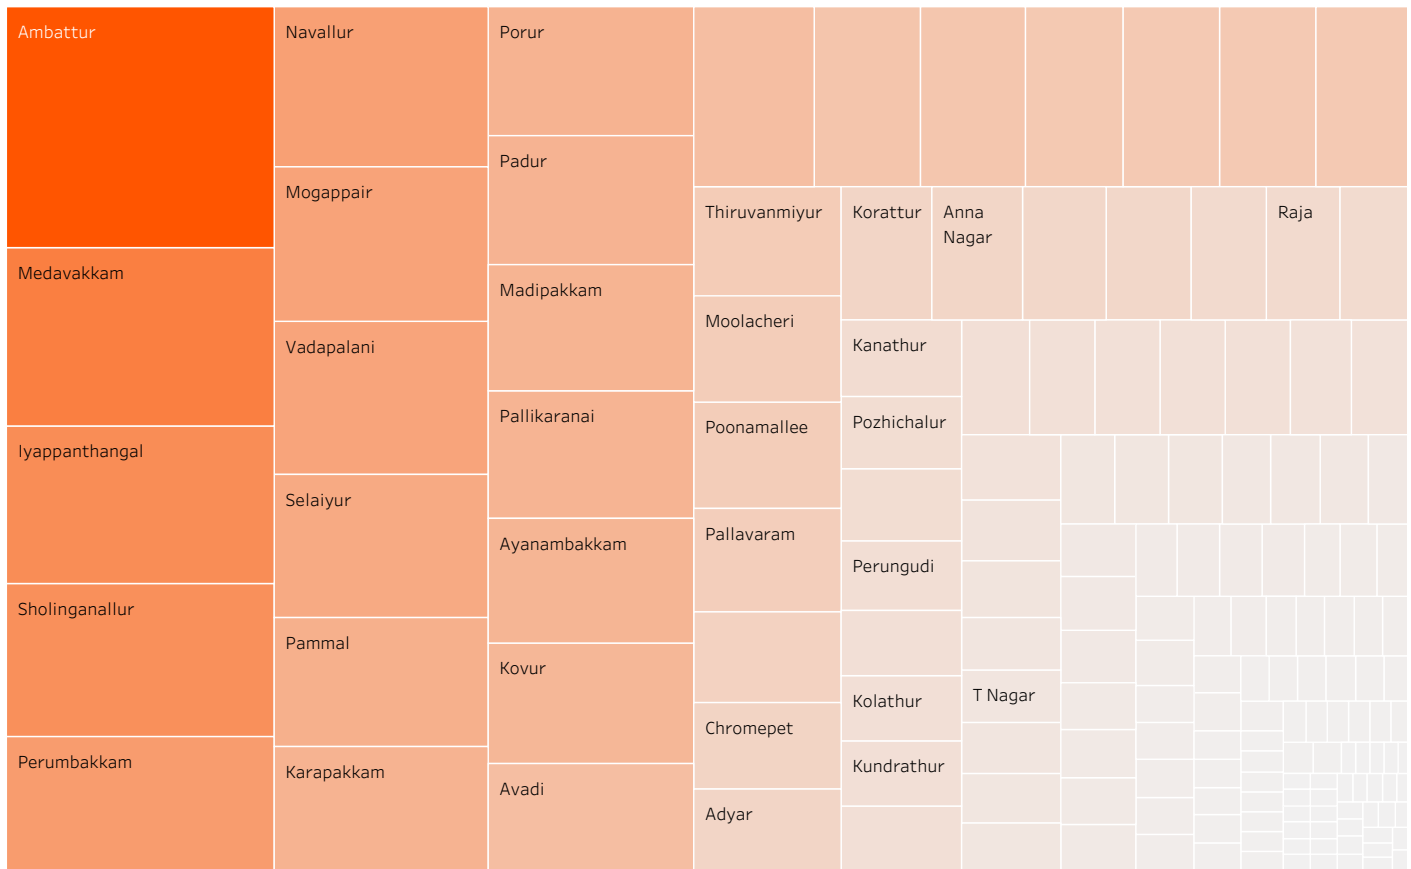 Ambattur
Medavakkam
Iyappanthangal
Sholinganallur
Perumbakkam
Navallur
Mogappair
Vadapalani
Selaiyur
Pammal
Karapakkam
Porur
Padur
Madipakkam
Pallikaranai
Ayanambakkam
Kovur
Avadi
Thiruvanmiyur
Moolacheri
Poonamallee
Pallavaram
Chromepet
Adyar
Korattur
Anna
Nagar
Raja
Kanathur
Pozhichalur
Perungudi
Kolathur
Kundrathur
T Nagar